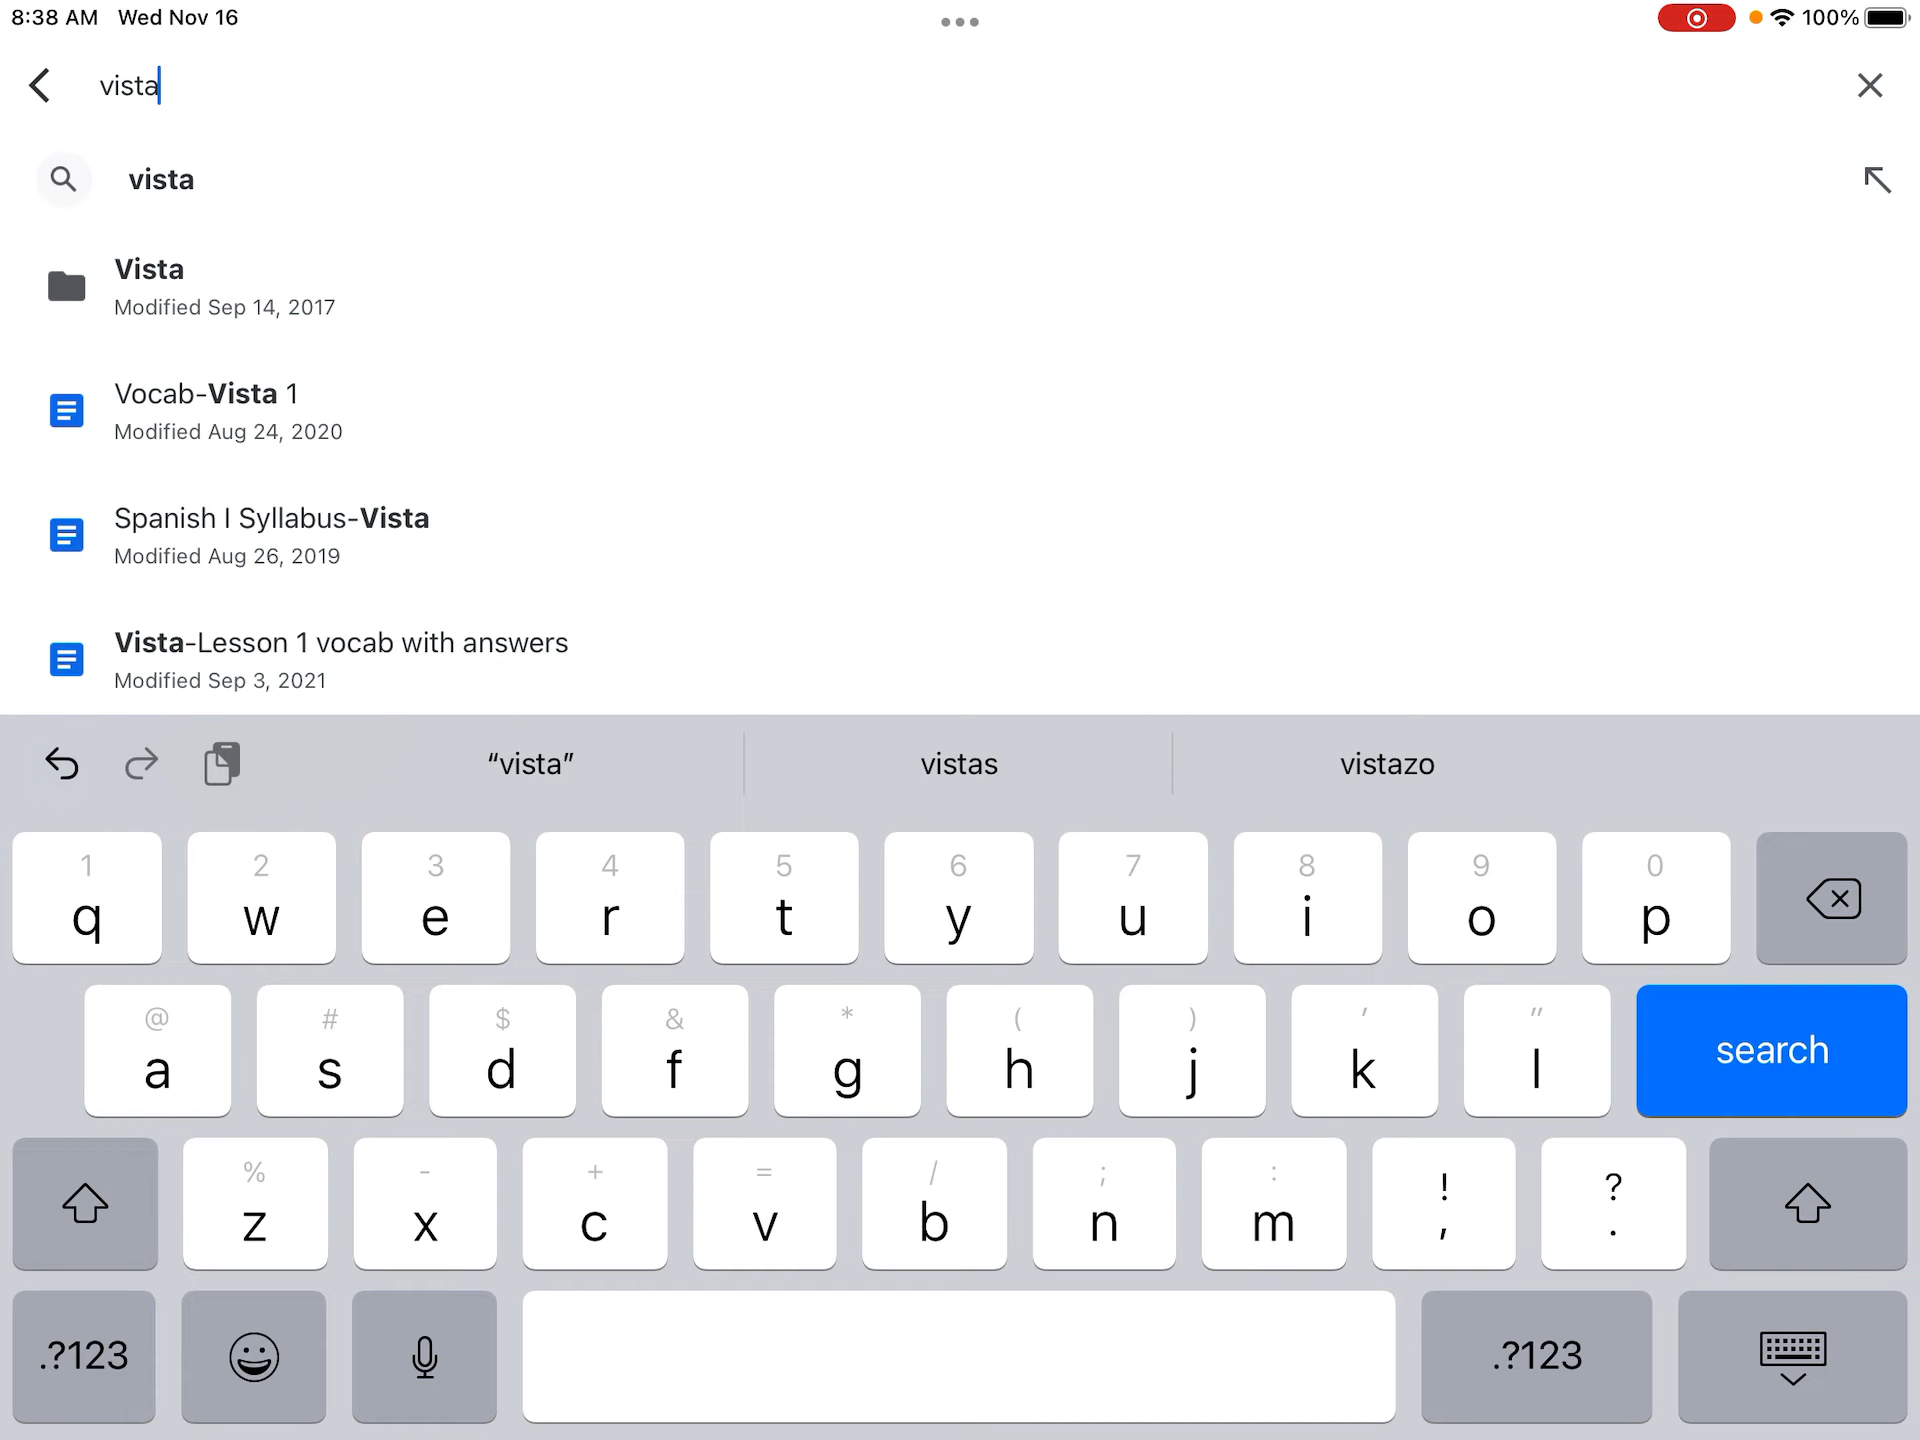 8:38 AM Wed Nov 16
100%
vista
vista
Vista
Modified Sep 14, 2017
Vocab-Vista 1
Modified Aug 24, 2020
Spanish I Syllabus-Vista
Modified Aug 26, 2019
Vista-Lesson 1 vocab with answers
Modified Sep 3, 2021
“vista” vistas vistazo
1 2 3 4 5 6 7 8 9 0
q w e r t y u i o p
@ # $ & * ( ) ' "
a s d f g h j k l search
% - + = / ; : ! ?
z x c v b n m , .
.?123 .?123